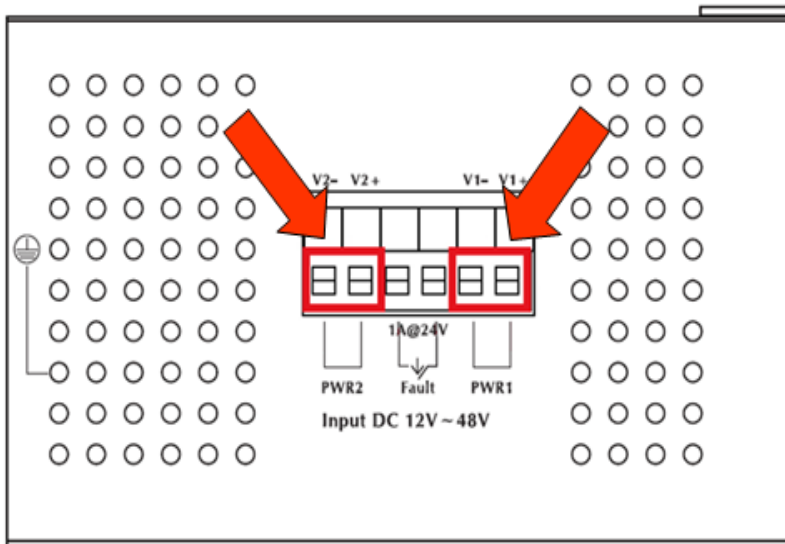 V2- V2+ V1- V1+
1A@24V
PWR2 Fault PWR1
Input DC 12V ~ 48V